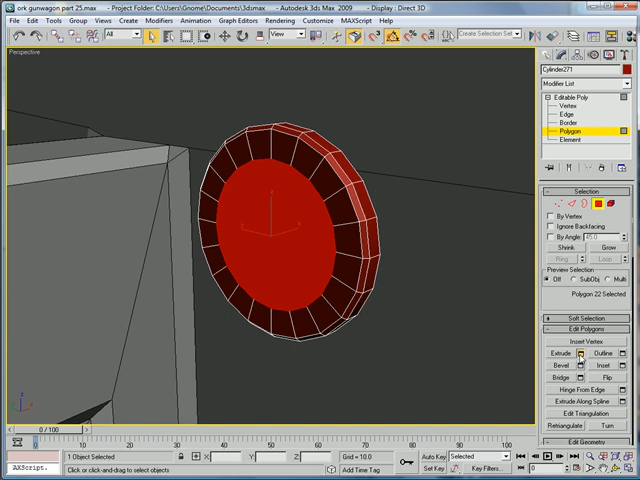 ork gunwagon part 25.max - Project Folder: C:\Users\Gnome\Documents\3dsmax - Autodesk 3ds Max 2009 - Display : Direct 3D
File Edit Tools Group Views Create Modifiers Animation Graph Editors Rendering Customize MAXScript Help
All View Create Selection Set
Perspective
Cylinder271
Modifier List
Editable Poly
Vertex
Edge
Border
Polygon
Element
Selection
By Vertex
Ignore Backfacing
By Angle: 45.0
Shrink Grow
Ring Loop
Preview Selection
Off SubObj Multi
Polygon 22 Selected
Soft Selection
Edit Polygons
Insert Vertex
Extrude Outline
Bevel Inset
Bridge Flip
Hinge From Edge
Extrude Along Spline
Edit Triangulation
Retriangulate Turn
Edit Geometry
0 / 100
0 10 20 30 40 50 60 70 80 90 100
1 Object Selected X: Y: Z: Grid = 10.0 Auto Key Selected
AXScript. Click or click-and-drag to select objects Add Time Tag Set Key Key Filters... 0